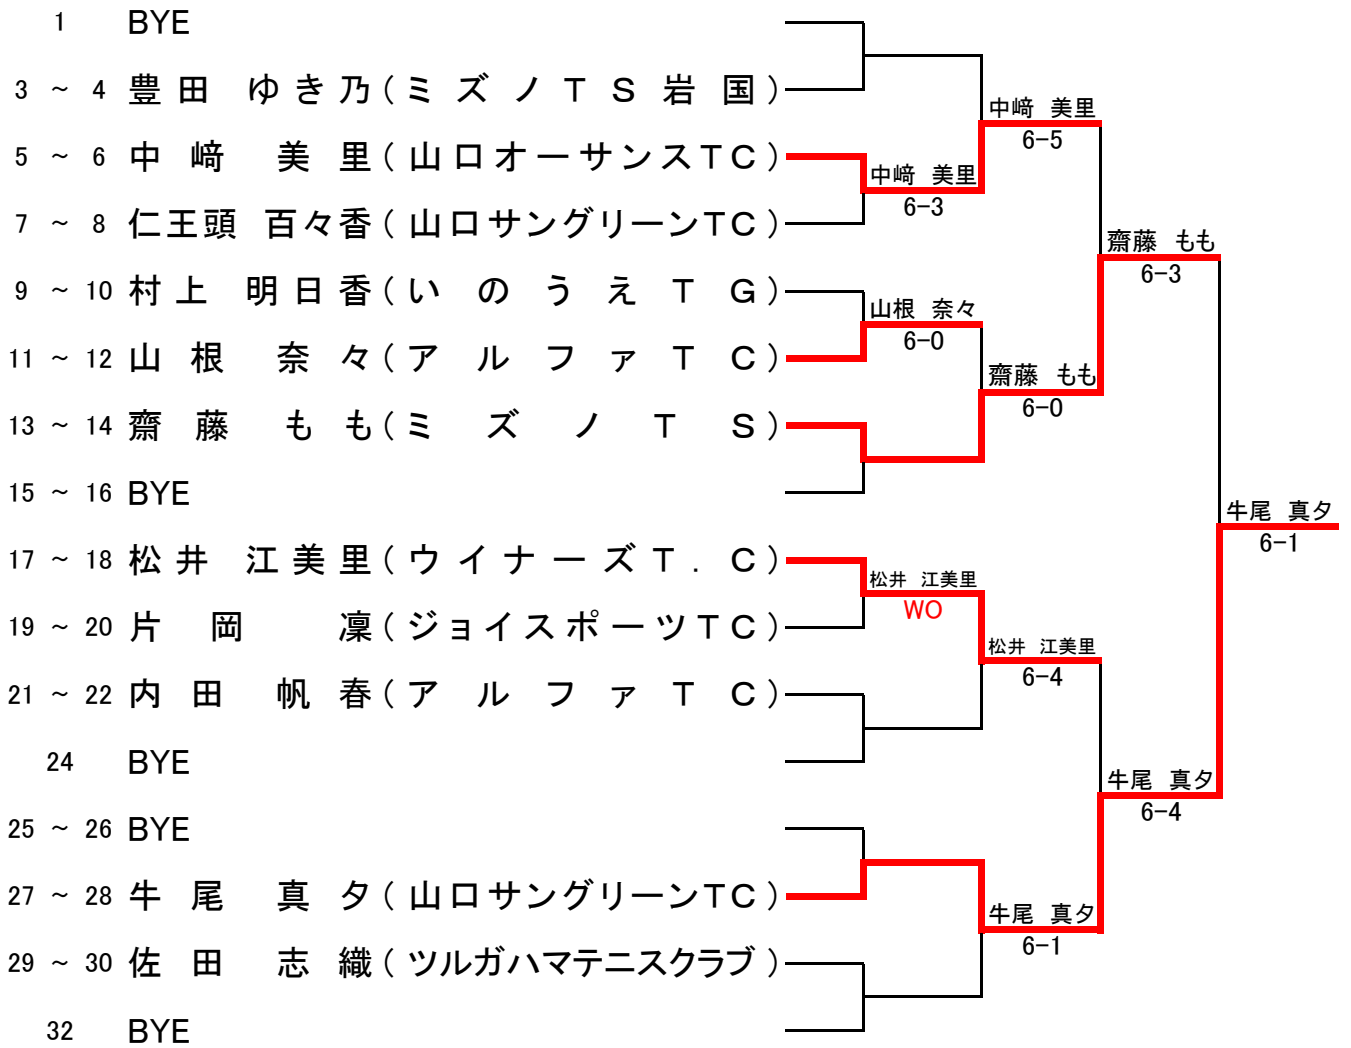 1 BYE
3 ~ 4 豊田 ゆき乃(ミズノTS岩国)
5 ~ 6 中﨑 美里(山口オーサンスTC)
7 ~ 8 仁王頭 百々香(山口サングリーンTC)
9 ~ 10 村上 明日香(いのうえTG)
11 ~ 12 山根 奈々(アルファTC)
13 ~ 14 齋藤 もも(ミズノTS)
15 ~ 16 BYE
17 ~ 18 松井 江美里(ウイナーズT.C)
19 ~ 20 片岡 凜(ジョイスポーツTC)
21 ~ 22 内田 帆春(アルファTC)
24 BYE
25 ~ 26 BYE
27 ~ 28 牛尾 真夕(山口サングリーンTC)
29 ~ 30 佐田 志織(ツルガハマテニスクラブ)
32 BYE
中﨑 美里
6-3
山根 奈々
6-0
松井 江美里
WO
中﨑 美里
6-5
齋藤 もも
6-0
松井 江美里
6-4
牛尾 真夕
6-1
齋藤 もも
6-3
牛尾 真夕
6-4
牛尾 真夕
6-1